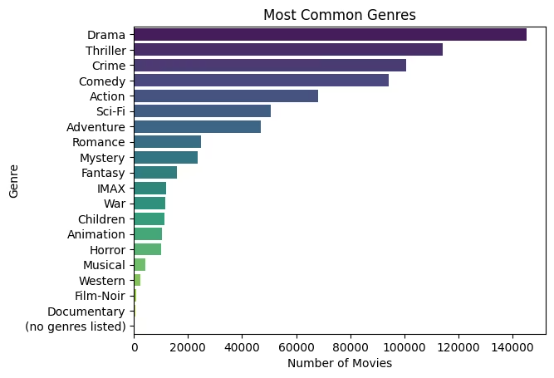 Most Common Genres
Genre
Drama
Thriller
Crime
Comedy
Action
Sci-Fi
Adventure
Romance
Mystery
Fantasy
IMAX
War
Children
Animation
Horror
Musical
Western
Film-Noir
Documentary
(no genres listed)
0 20000 40000 60000 80000 100000 120000 140000
Number of Movies